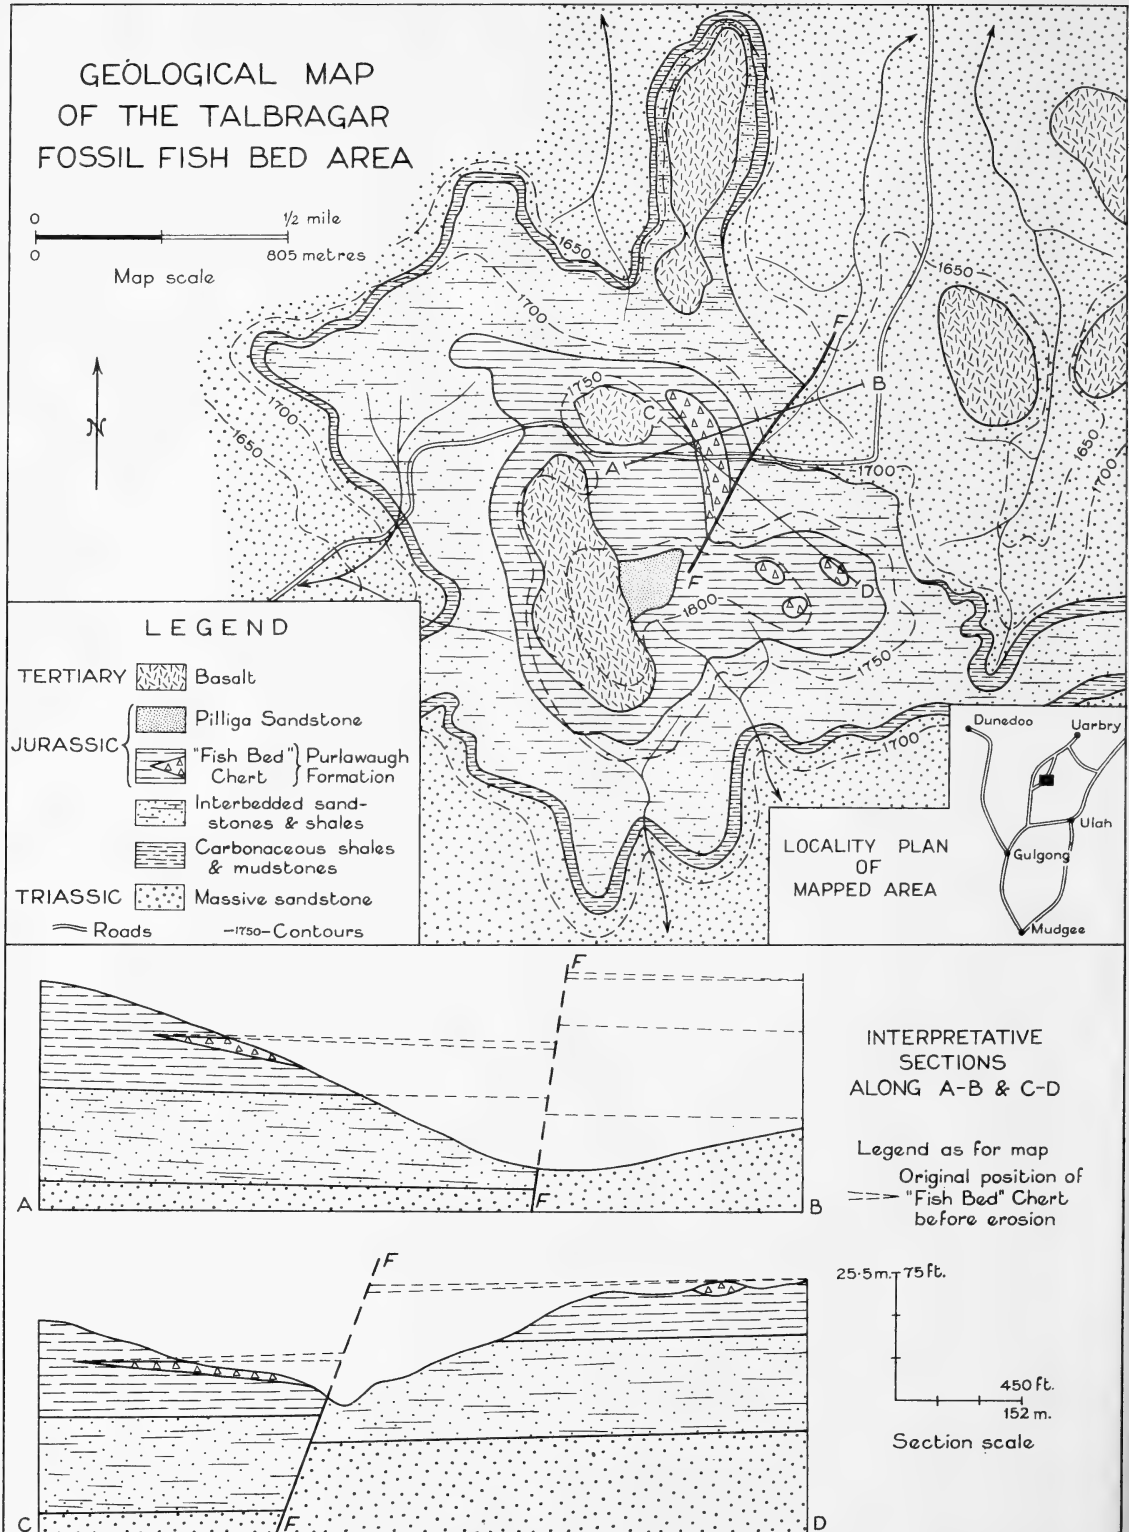 GEOLOGICAL MAP
OF THE TALBRAGAR
FOSSIL FISH BED AREA
0 1/2 mile
0 805 metres
Map scale
N
1650
1700
1750
1650
1700
1650
1700
1650
1700
1800
1750
1700
F
B
C
A
F
D
LEGEND
TERTIARY Basalt
JURASSIC
Pilliga Sandstone
"Fish Bed" Chert
Purlawaugh Formation
Interbedded sand-
stones & shales
Carbonaceous shales
& mudstones
TRIASSIC Massive sandstone
Roads -1750- Contours
Dunedoo
Uarbry
Ulah
Gulgong
Mudgee
LOCALITY PLAN
OF
MAPPED AREA
F
A
F
B
INTERPRETATIVE
SECTIONS
ALONG A-B & C-D
Legend as for map
Original position of
"Fish Bed" Chert
before erosion
F
C
F
D
25·5m. 75 ft.
450 ft.
152 m.
Section scale